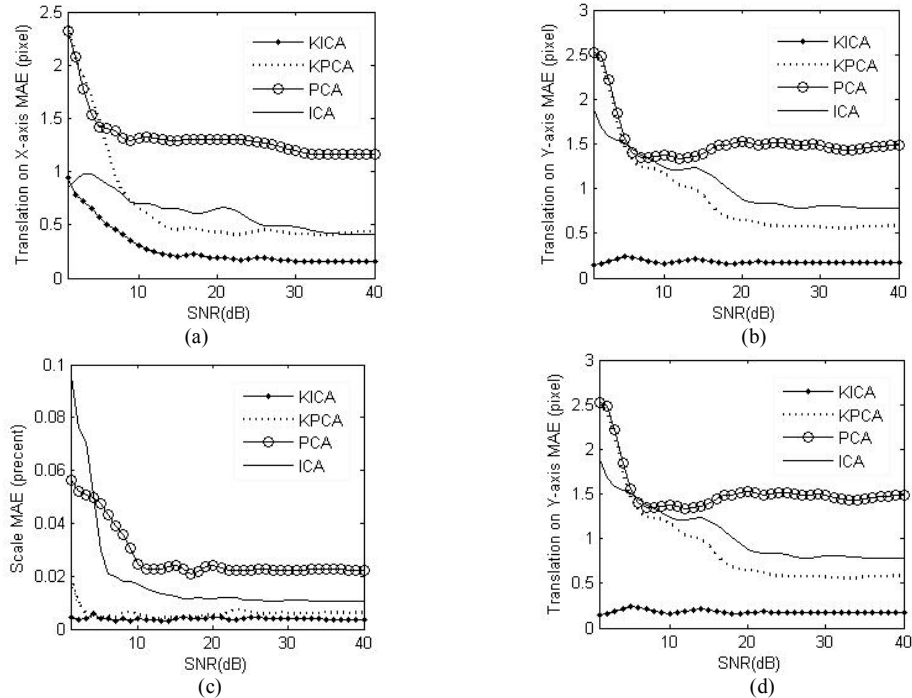 2.5
2
1.5
1
0.5
0
10
20
30
40
SNR(dB)
Translation on X-axis MAE (pixel)
KICA
KPCA
PCA
ICA
(a)
3
2.5
2
1.5
1
0.5
0
10
20
30
40
SNR(dB)
Translation on Y-axis MAE (pixel)
KICA
KPCA
PCA
ICA
(b)
0.1
0.08
0.06
0.04
0.02
0
10
20
30
40
SNR(dB)
Scale MAE (precent)
KICA
KPCA
PCA
ICA
(c)
3
2.5
2
1.5
1
0.5
0
10
20
30
40
SNR(dB)
Translation on Y-axis MAE (pixel)
KICA
KPCA
PCA
ICA
(d)